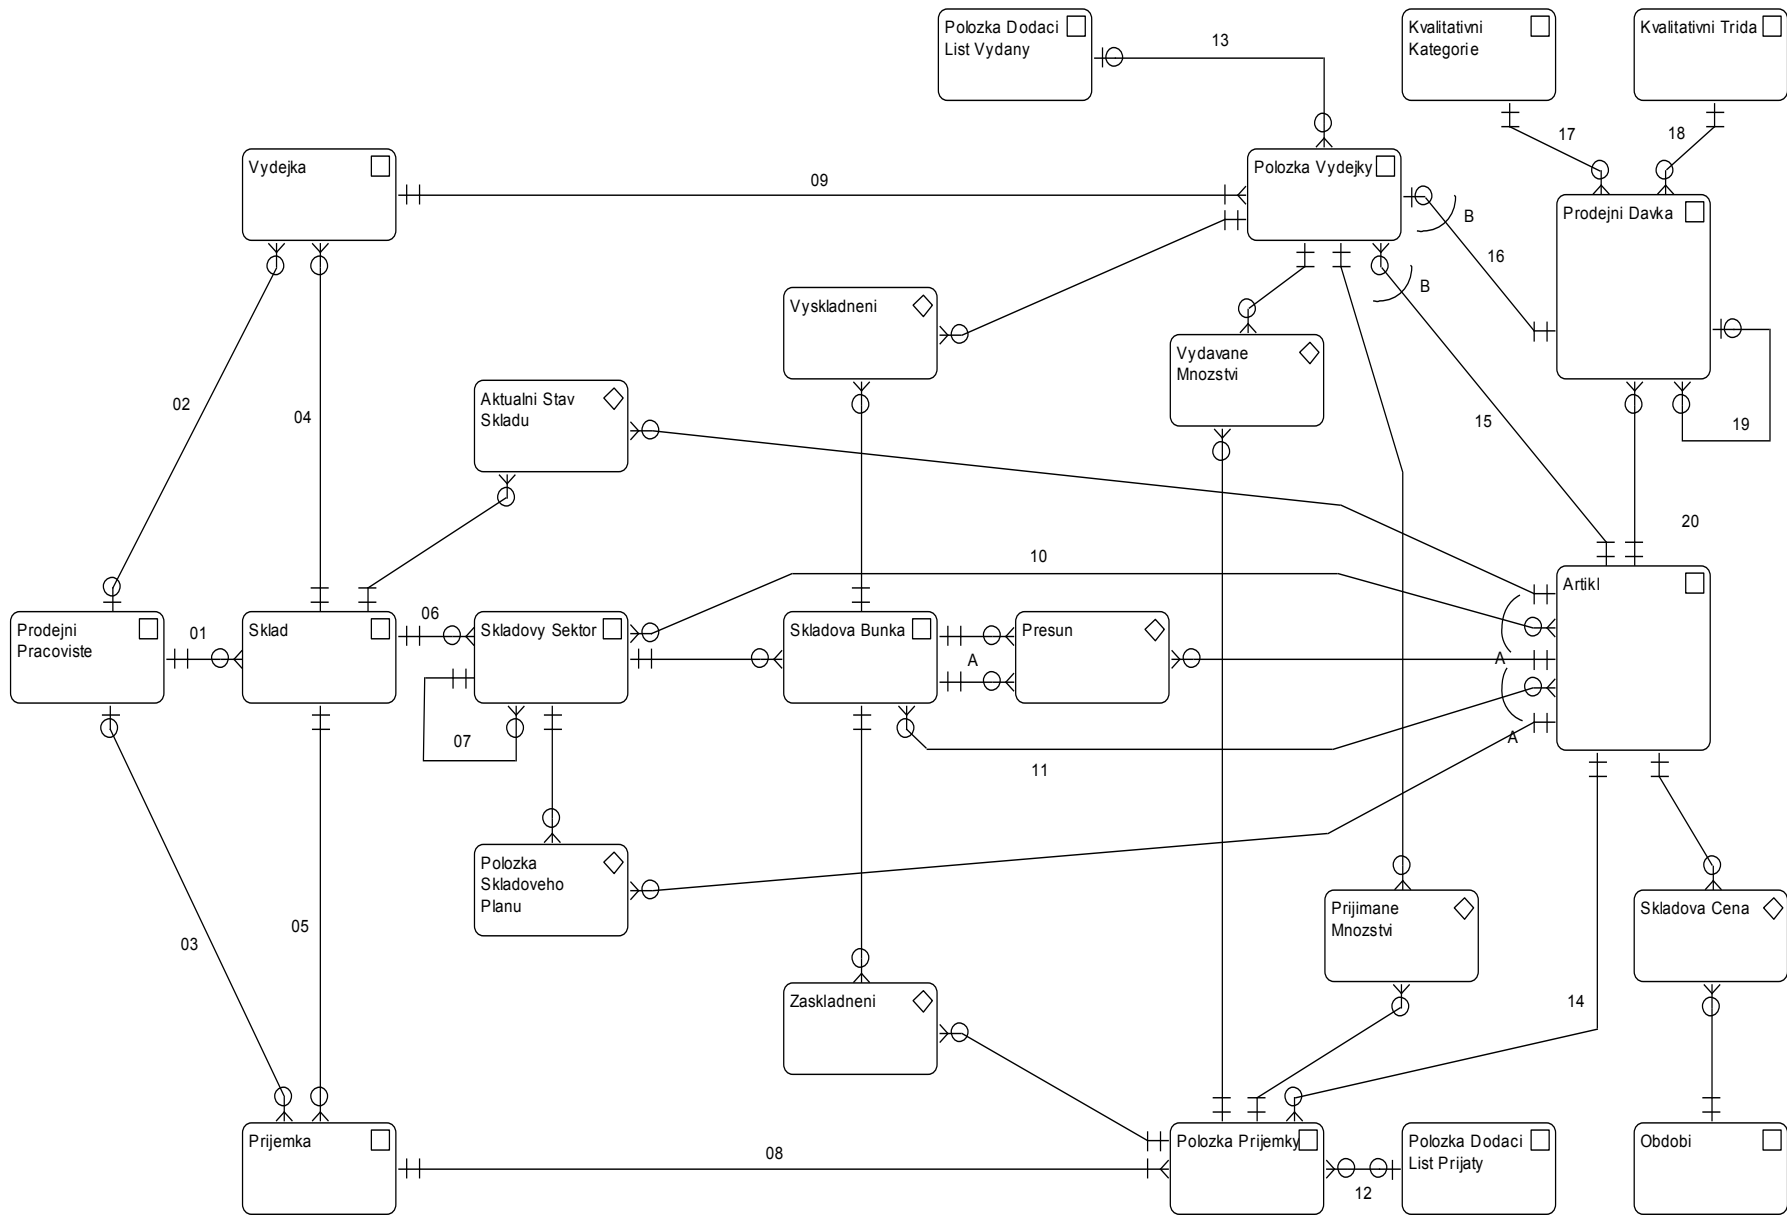 Polozka Dodaci
List Vydany
13
Kvalitativni
Kategorie
Kvalitativni Trida
17
18
Vydejka
09
Polozka Vydejky
B
Prodejni Davka
16
B
Vyskladneni
Vydavane
Mnozstvi
02
04
Aktualni Stav
Skladu
15
19
20
10
Artikl
Prodejni
Pracoviste
01
Sklad
06
Skladovy Sektor
Skladova Bunka
A
Presun
A
07
A
11
Polozka
Skladoveho
Planu
03
05
Prijimane
Mnozstvi
Skladova Cena
Zaskladneni
14
Prijemka
08
Polozka Prijemky
12
Polozka Dodaci
List Prijaty
Obdobi